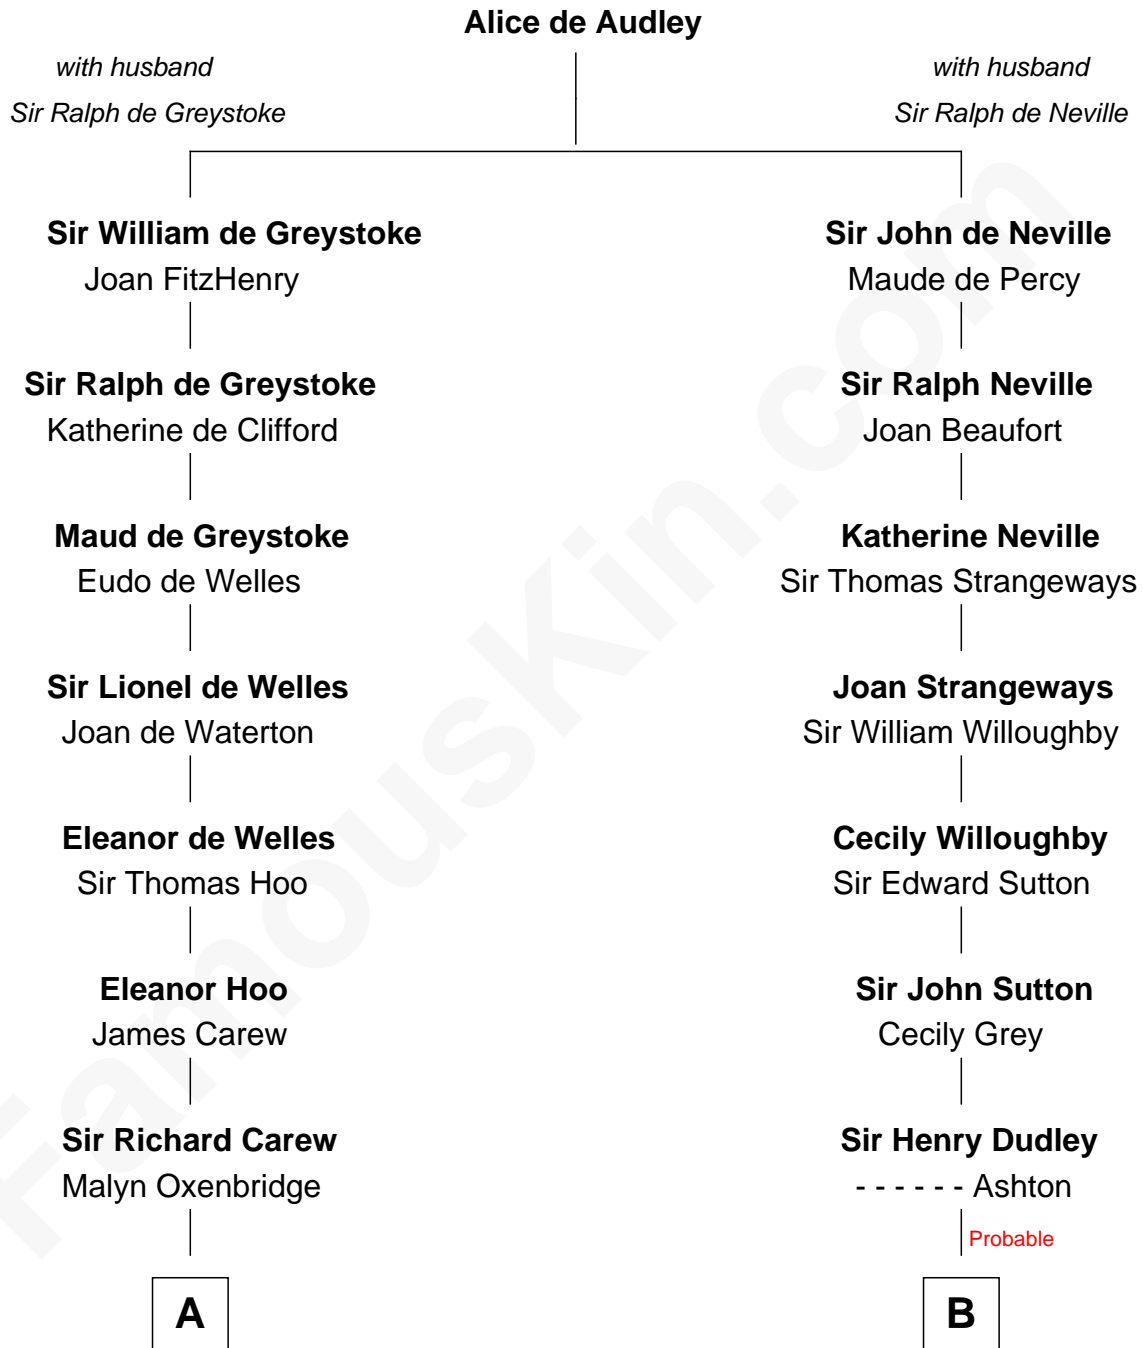 Alice de Audley
with husband
Sir Ralph de Greystoke
with husband
Sir Ralph de Neville
Sir William de Greystoke
Joan FitzHenry
Sir Ralph de Greystoke
Katherine de Clifford
Maud de Greystoke
Eudo de Welles
Sir Lionel de Welles
Joan de Waterton
Eleanor de Welles
Sir Thomas Hoo
Eleanor Hoo
James Carew
Sir Richard Carew
Malyn Oxenbridge
A
Sir John de Neville
Maude de Percy
Sir Ralph Neville
Joan Beaufort
Katherine Neville
Sir Thomas Strangeways
Joan Strangeways
Sir William Willoughby
Cecily Willoughby
Sir Edward Sutton
Sir John Sutton
Cecily Grey
Sir Henry Dudley
- - - - - - Ashton
Probable
B
FamousKin.com